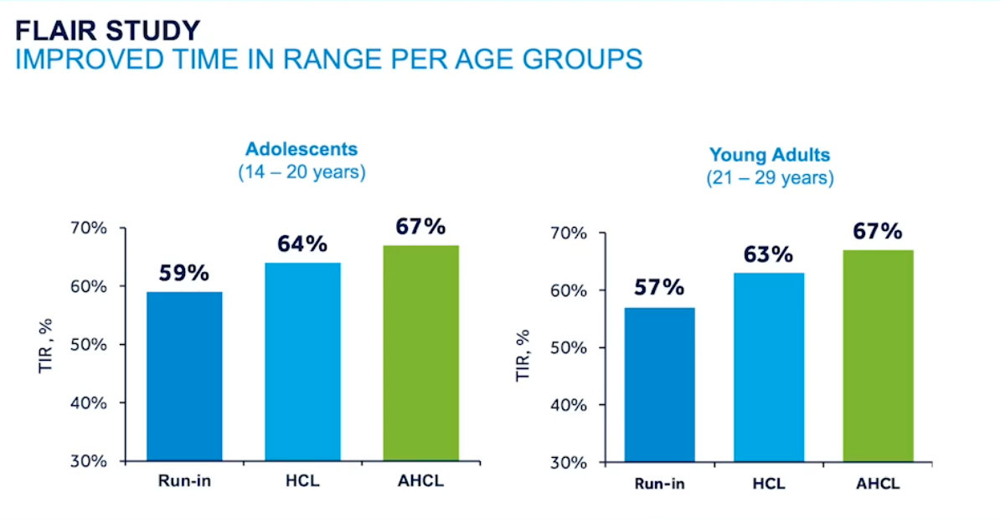 FLAIR STUDY
IMPROVED TIME IN RANGE PER AGE GROUPS
Adolescents
(14 – 20 years)
70%
60%
50%
40%
30%
TIR , %
59%
64%
67%
Run-in
HCL
AHCL
Young Adults
(21 – 29 years)
70%
60%
50%
40%
30%
TIR, %
57%
63%
67%
Run-in
HCL
AHCL